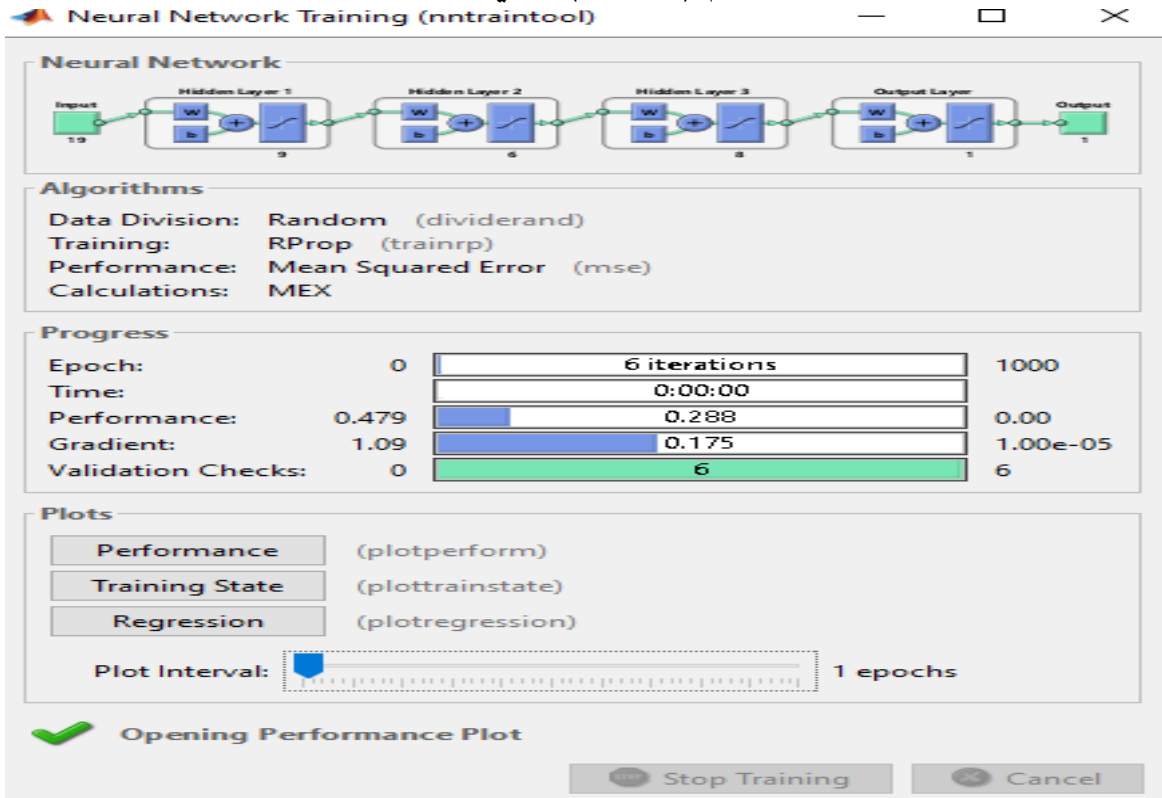 Neural Network Training (nntraintool)
Neural Network
Hidden Layer 1 Hidden Layer 2 Hidden Layer 3 Output Layer
Input Output
W W W W
+ + + +
b b b b
19 9 6 8 1 1
Algorithms
Data Division: Random (dividerand)
Training: RProp (trainrp)
Performance: Mean Squared Error (mse)
Calculations: MEX
Progress
Epoch: 0 6 iterations 1000
Time: 0:00:00
Performance: 0.479 0.288 0.00
Gradient: 1.09 0.175 1.00e-05
Validation Checks: 0 6 6
Plots
Performance (plotperform)
Training State (plottrainstate)
Regression (plotregression)
Plot Interval: 1 epochs
Opening Performance Plot
STOP Stop Training Cancel